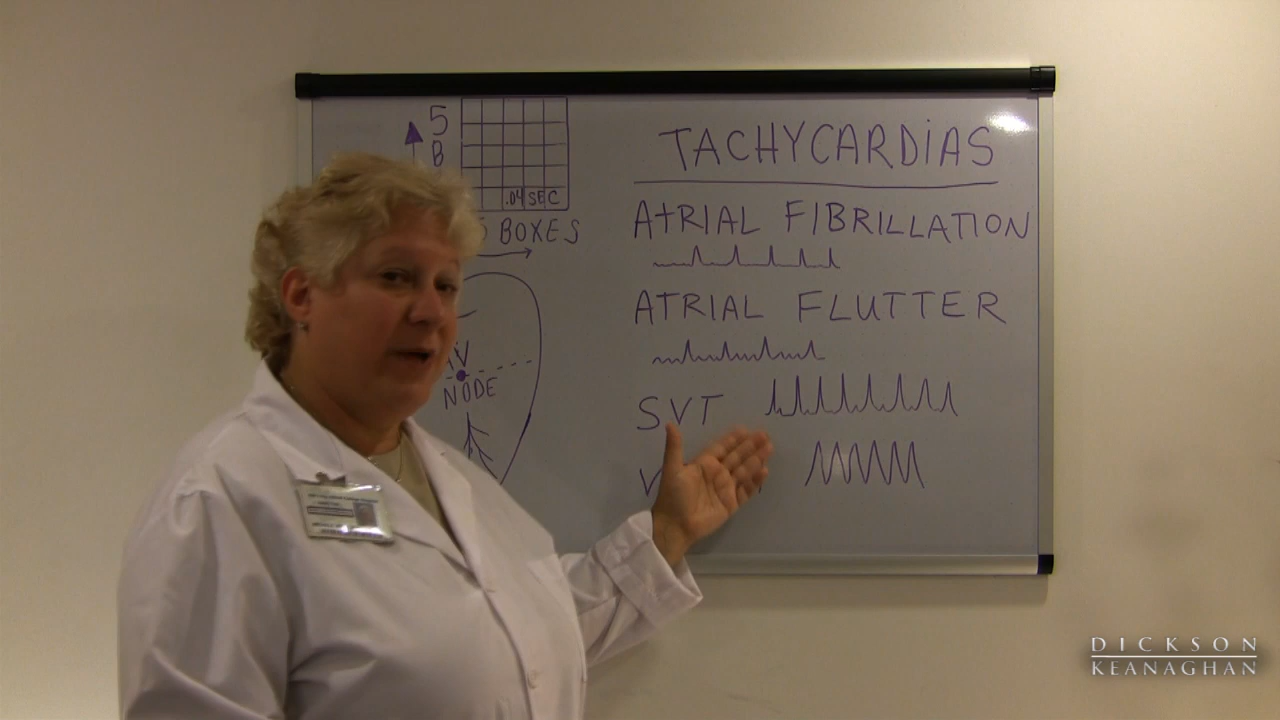 5
B
.04 SEC
BOXES
TACHYCARDiAS
AtRIAL FIBRILLATION
ATRIAL FLUTTER
NODE
SVT
V
DICKSON
KEANAGHAN